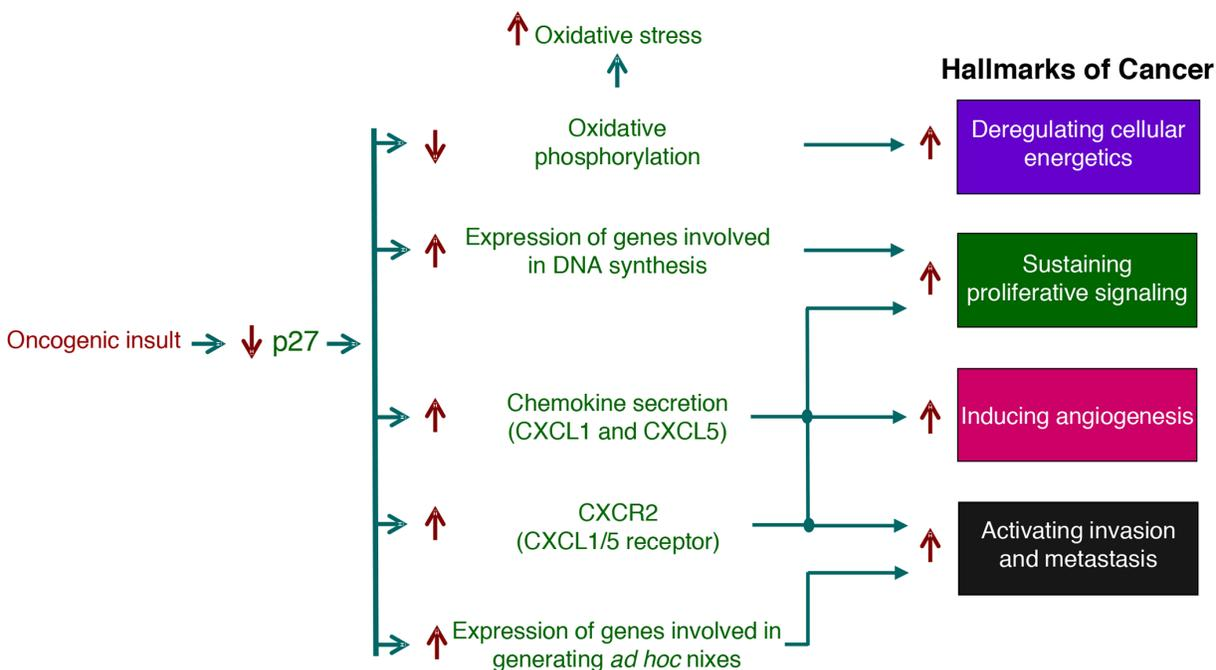 Oxidative stress
Hallmarks of Cancer
Oxidative
phosphorylation
Deregulating cellular
energetics
Expression of genes involved
in DNA synthesis
Sustaining
proliferative signaling
Oncogenic insult
p27
Chemokine secretion
(CXCL1 and CXCL5)
Inducing angiogenesis
CXCR2
(CXCL1/5 receptor)
Activating invasion
and metastasis
Expression of genes involved in
generating ad hoc nixes